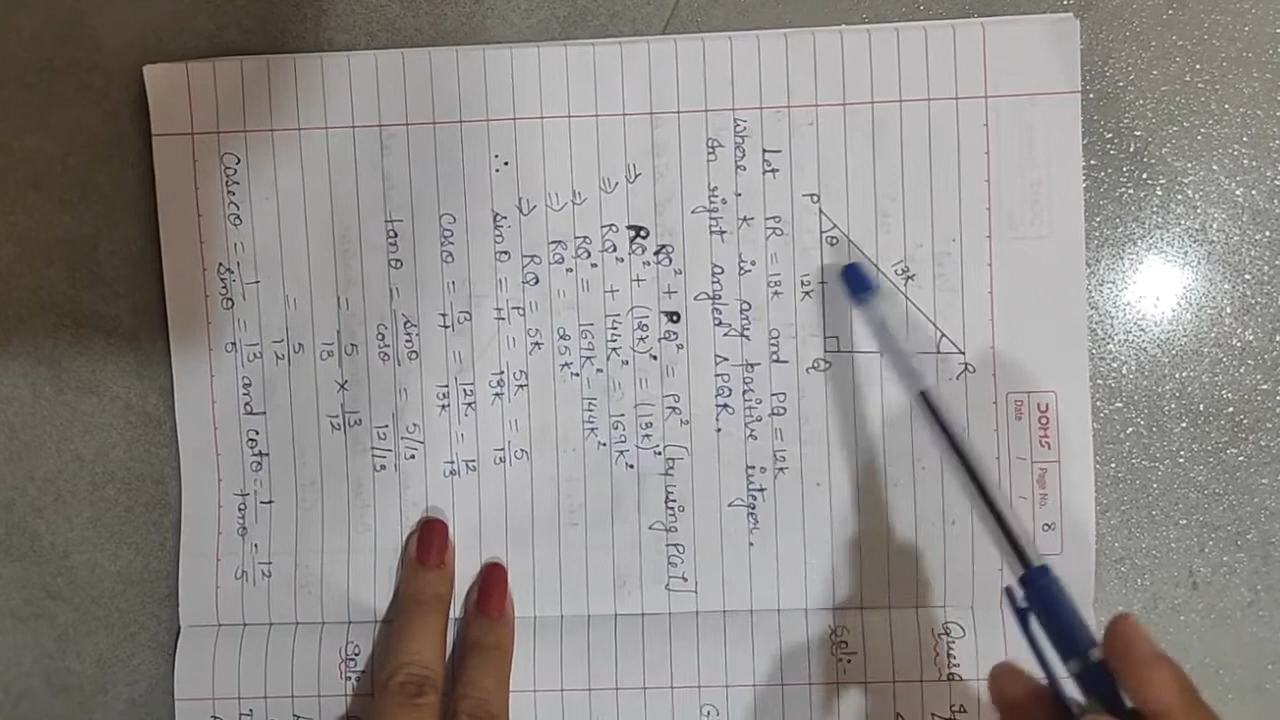 JOMS Page No. 8
Date / /
R
13k
P θ
12k
Q
Let PR = 13k and PQ = 12k
where, k is any positive integer.
In right angled ΔPQR,
RQ² + PQ² = PR² (by using PGT)
⇒ RQ² + (12k)² = (13k)²
⇒ RQ² + 144k² = 169k²
⇒ RQ² = 169k² - 144k²
⇒ RQ² = 25k²
⇒ RQ = 5k
∴ sinθ = P/H = 5k/13k = 5/13
cosθ = B/H = 12k/13k = 12/13
tanθ = sinθ/cosθ = 5/13 / 12/13
= 5/13 × 13/12
= 5/12
cosecθ = 1/sinθ = 13/5 and cotθ = 1/tanθ = 12/5
Sol:-
Sol:-